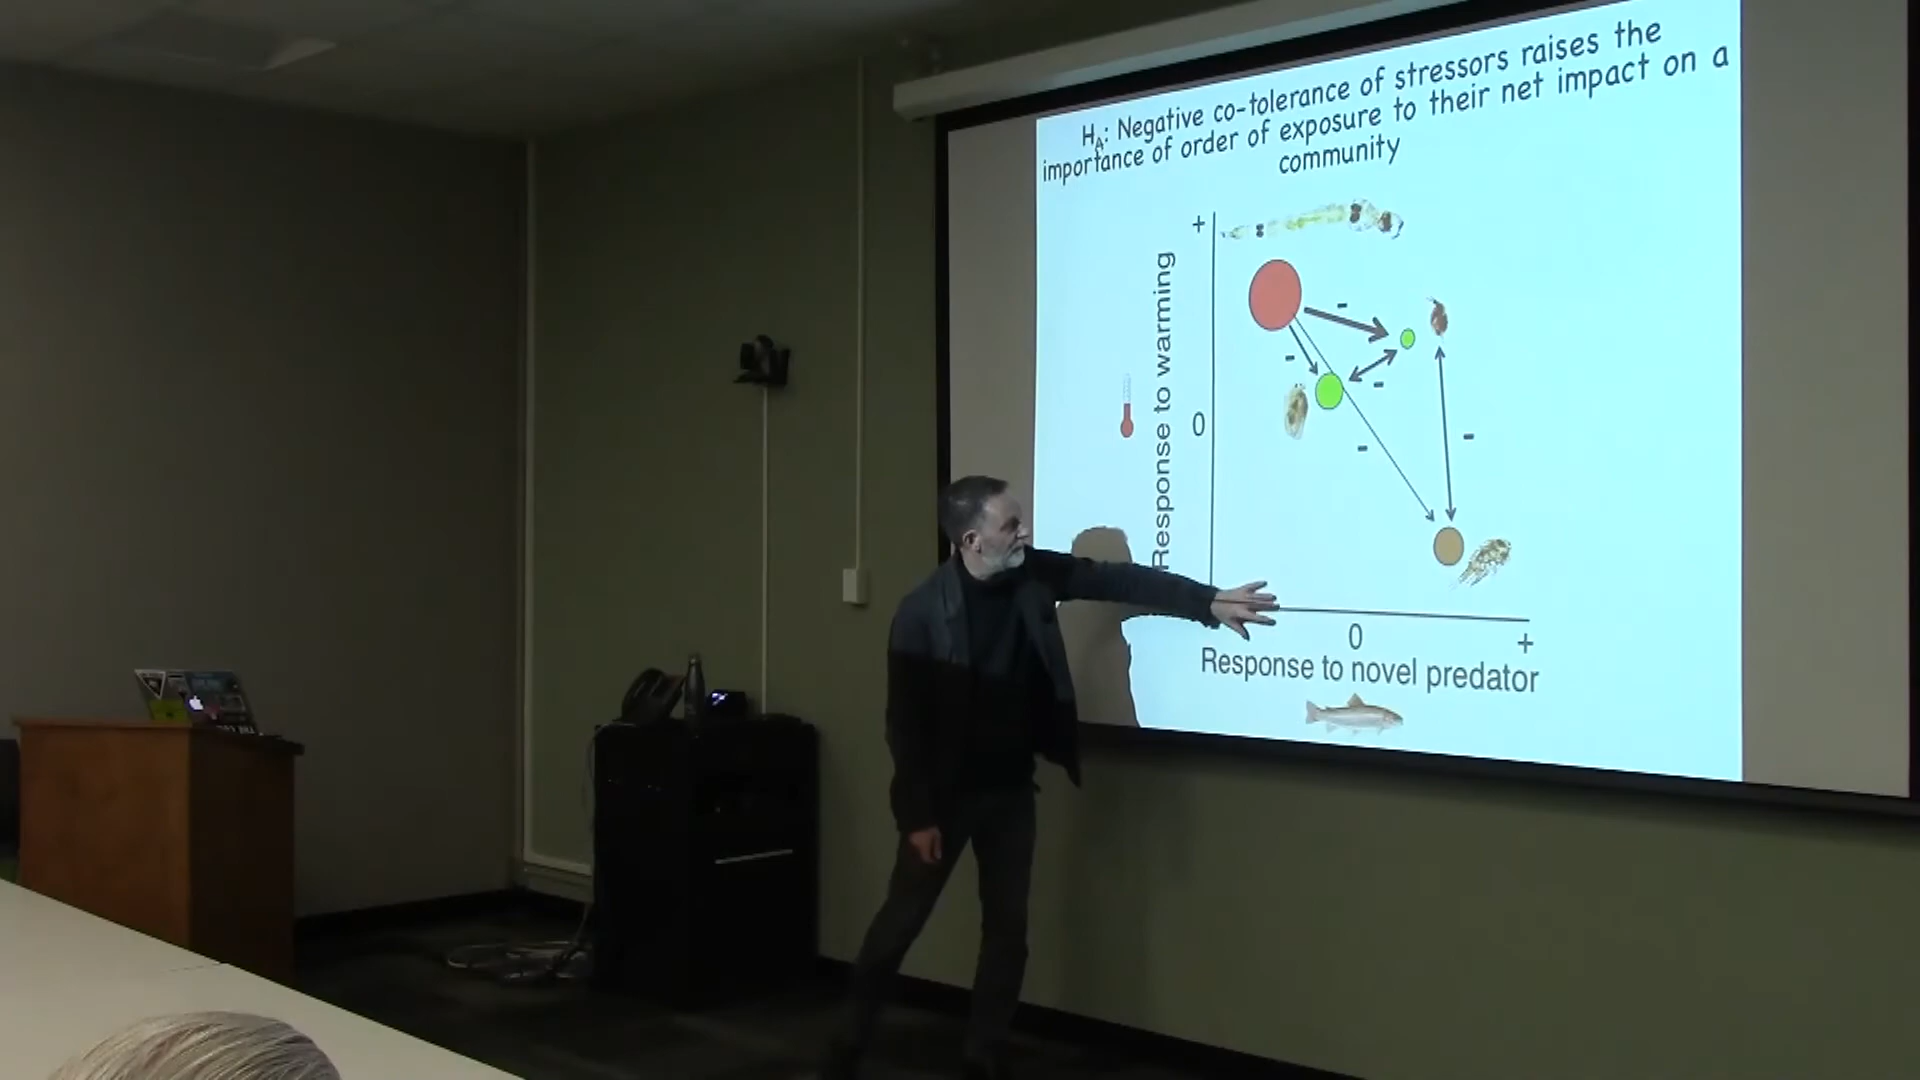 H_A: Negative co-tolerance of stressors raises the
importance of order of exposure to their net impact on a
community
+
Response to warming
0
-
-
-
-
-
0
+
Response to novel predator